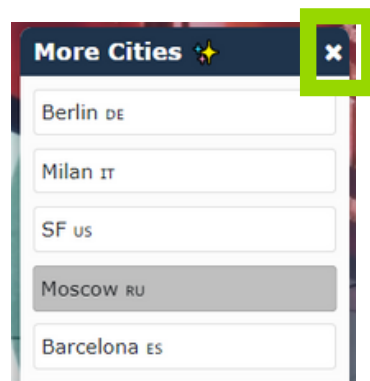 More Cities ✨ ✖
Berlin DE
Milan IT
SF US
Moscow RU
Barcelona ES